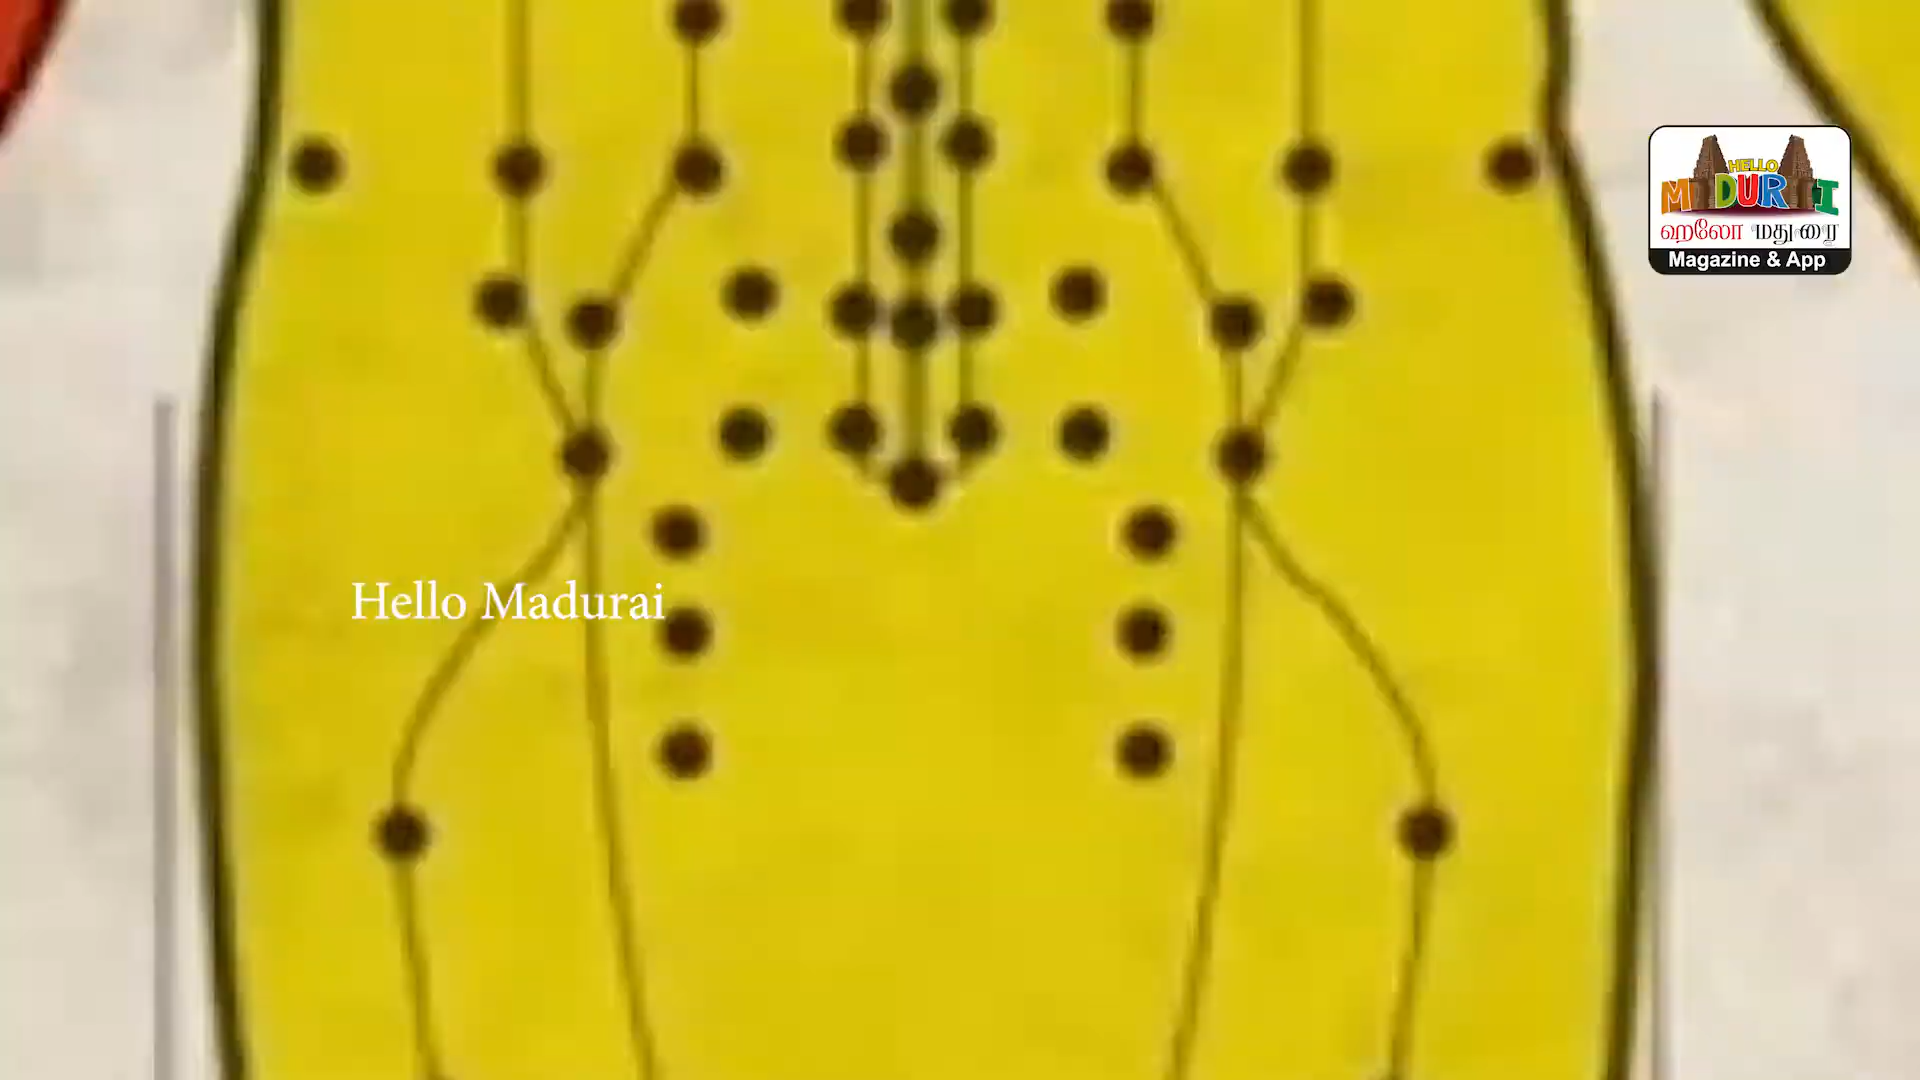 HELLO
MADURAI
ஹலோ மதுரை
Magazine & App
Hello Madurai